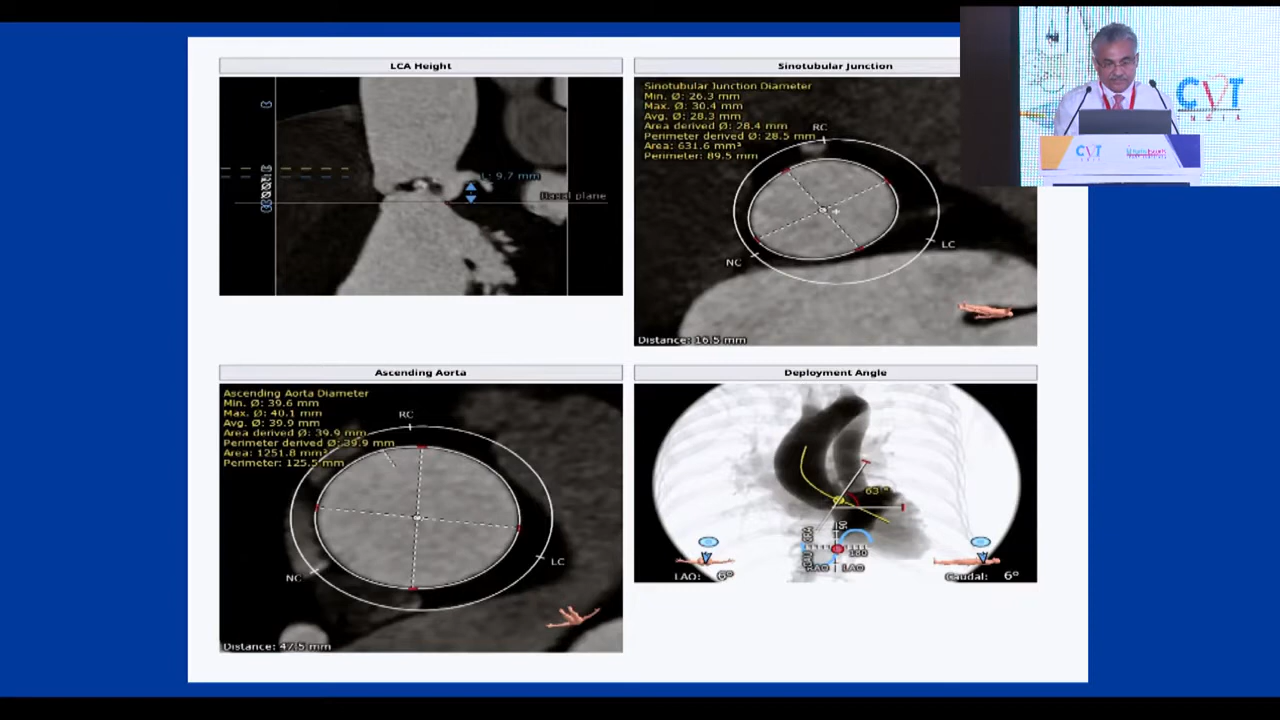 LCA Height
L: 9.7 mm
Basal plane
Sinotubular Junction
Sinotubular Junction Diameter
Min. Ø: 26.3 mm
Max. Ø: 30.4 mm
Avg. Ø: 28.3 mm
Area derived Ø: 28.4 mm
Perimeter derived Ø: 28.5 mm
Area: 631.6 mm²
Perimeter: 89.5 mm
RC
LC
NC
Distance: 16.5 mm
CVT
INDIA
CVT
Ascending Aorta
Ascending Aorta Diameter
Min. Ø: 39.6 mm
Max. Ø: 40.1 mm
Avg. Ø: 39.9 mm
Area derived Ø: 39.9 mm
Perimeter derived Ø: 39.9 mm
Area: 1251.8 mm²
Perimeter: 125.5 mm
RC
LC
NC
Distance: 47.5 mm
Deployment Angle
63°
90
180
RAO
LAO
LAO: 6°
Caudal: 6°